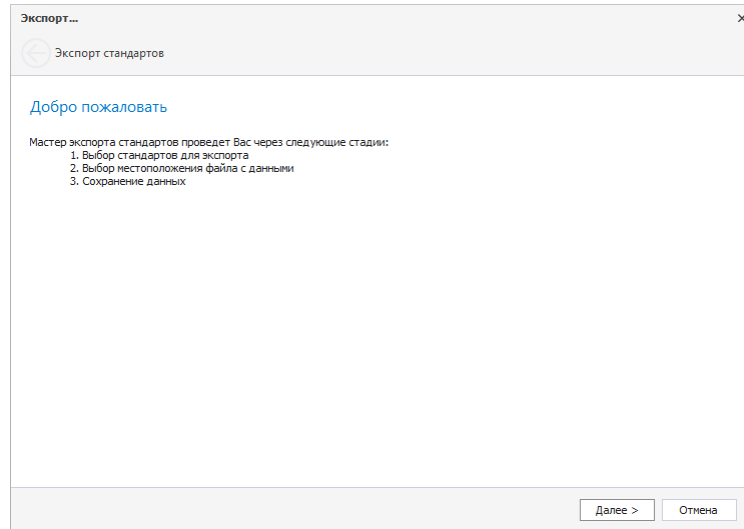 Экспорт...
Экспорт стандартов
Добро пожаловать
Мастер экспорта стандартов проведет Вас через следующие стадии:
1. Выбор стандартов для экспорта
2. Выбор местоположения файла с данными
3. Сохранение данных
Далее >
Отмена